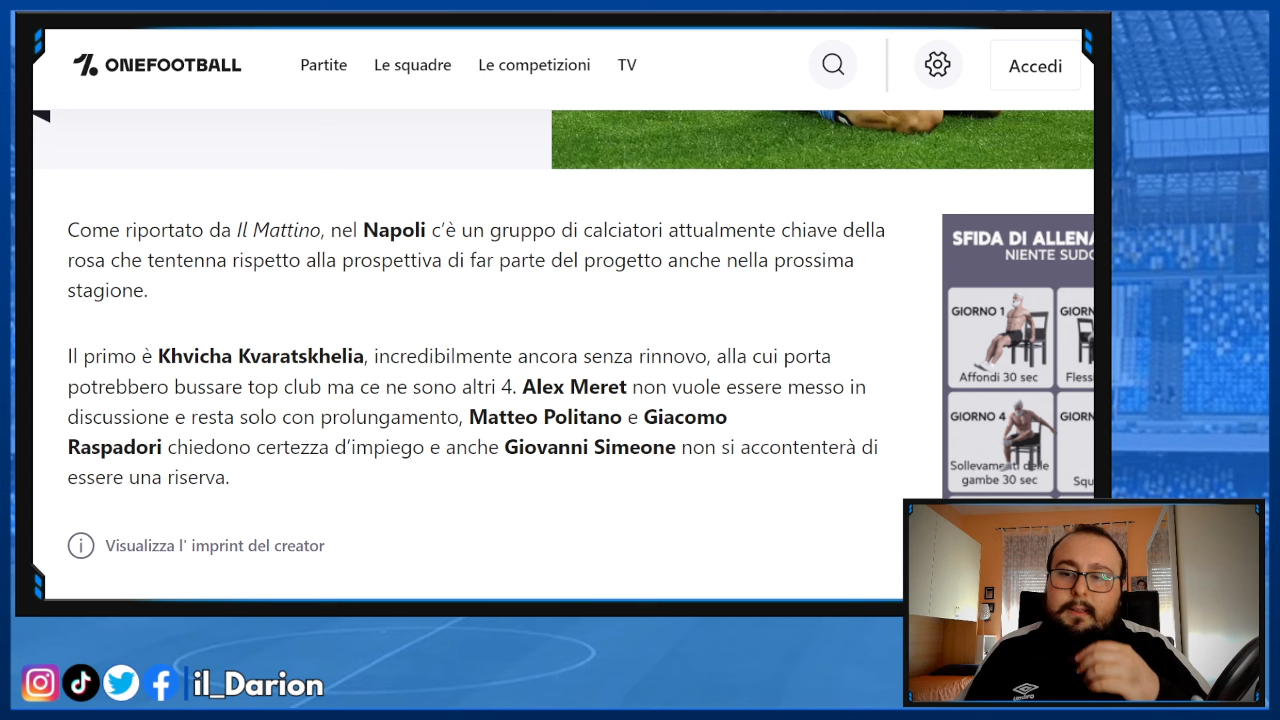 ONEFOOTBALL
Partite
Le squadre
Le competizioni
TV
Accedi
Come riportato da Il Mattino, nel Napoli c'è un gruppo di calciatori attualmente chiave della
rosa che tentenna rispetto alla prospettiva di far parte del progetto anche nella prossima
stagione.
Il primo è Khvicha Kvaratskhelia, incredibilmente ancora senza rinnovo, alla cui porta
potrebbero bussare top club ma ce ne sono altri 4. Alex Meret non vuole essere messo in
discussione e resta solo con prolungamento, Matteo Politano e Giacomo
Raspadori chiedono certezza d'impiego e anche Giovanni Simeone non si accontenterà di
essere una riserva.
Visualizza l' imprint del creator
SFIDA DI ALLENA
NIENTE SUDO
GIORNO 1
GIORN
Affondi 30 sec
Fless
GIORNO 4
GIORN
Sollevamenti delle
gambe 30 sec
Squ
umbro
il_Darion